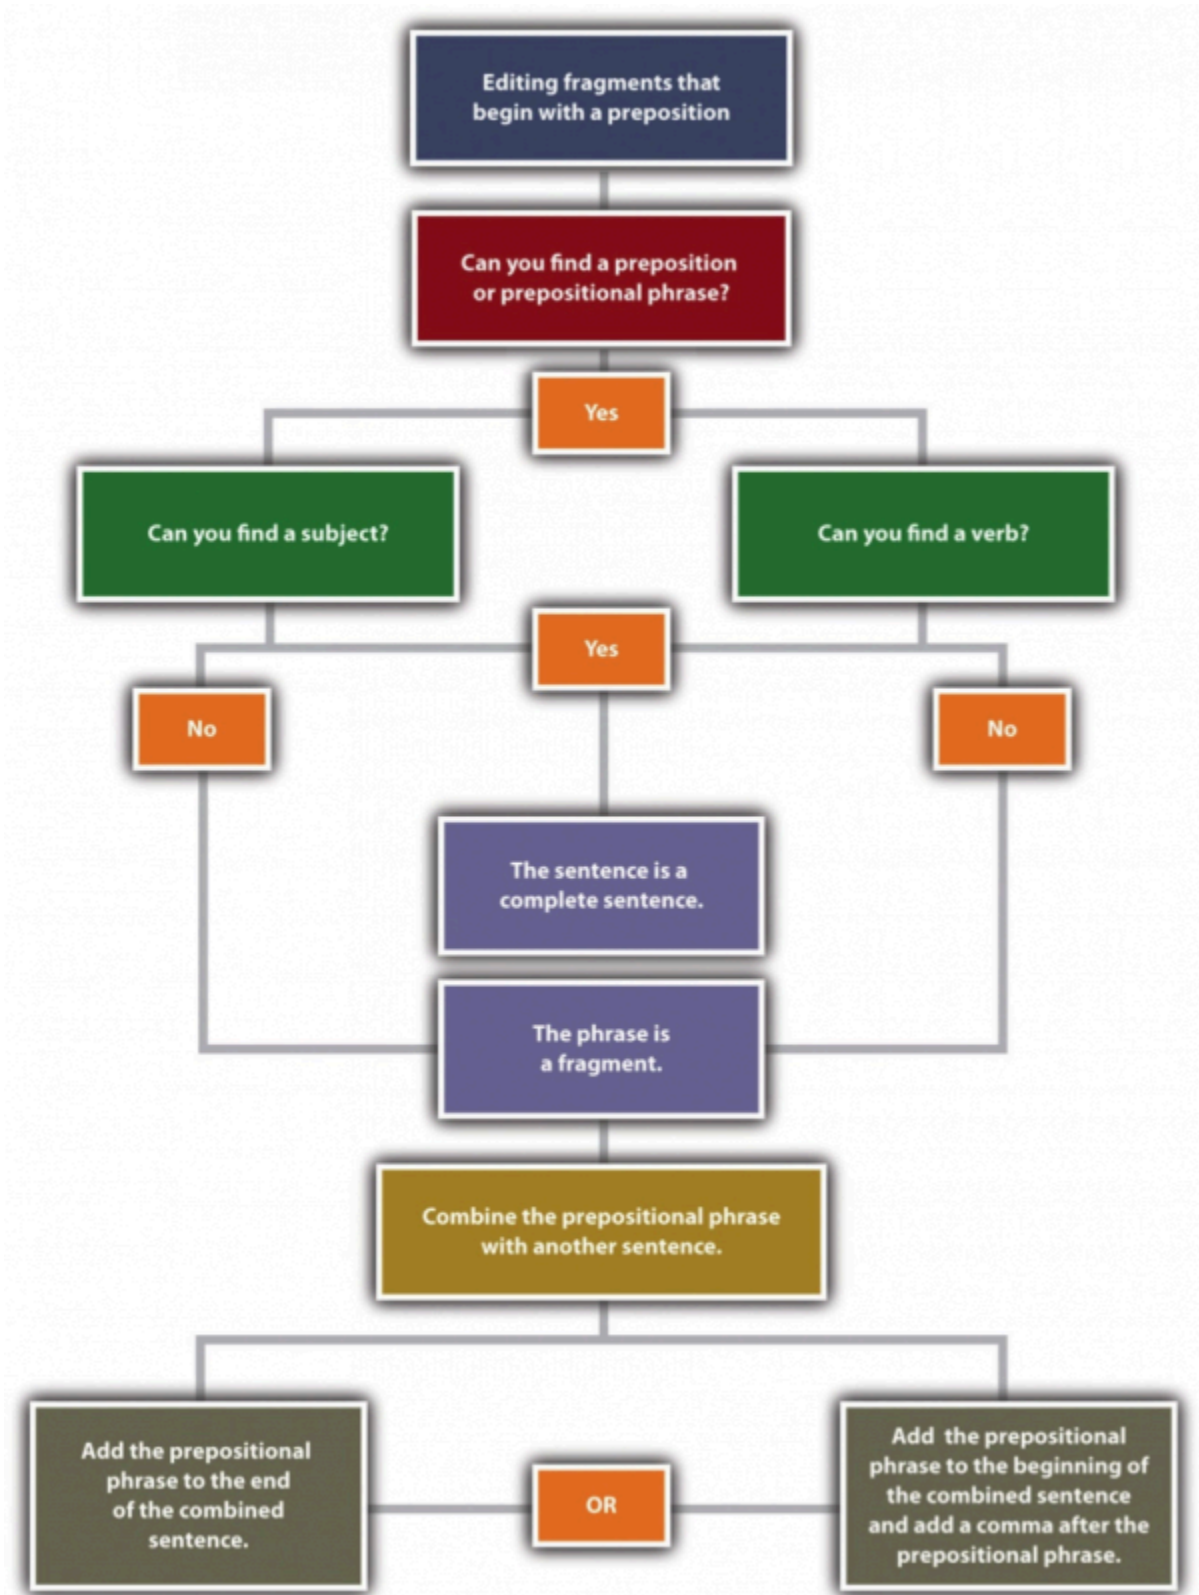 Editing fragments that
begin with a preposition
Can you find a preposition
or prepositional phrase?
Yes
Can you find a subject?
Can you find a verb?
Yes
No
No
The sentence is a
complete sentence.
The phrase is
a fragment.
Combine the prepositional phrase
with another sentence.
Add the prepositional
phrase to the end
of the combined
sentence.
OR
Add the prepositional
phrase to the beginning of
the combined sentence
and add a comma after the
prepositional phrase.